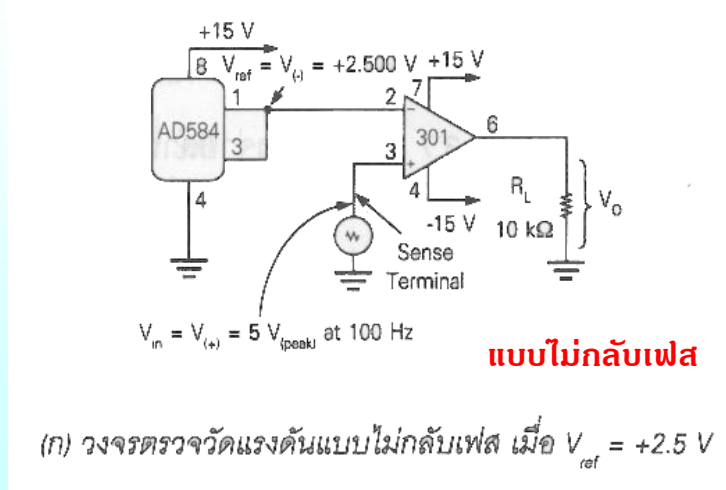 +15 V
8 V_ref = V_(-) = +2.500 V +15 V
1
2
7
-
AD584
3
301
6
3
+
4
4
-15 V
R_L
10 kΩ
V_O
Sense
Terminal
V_in = V_(+) = 5 V_(peak) at 100 Hz
แบบไม่กลับเฟส
(ก) วงจรตรวจวัดแรงดันแบบไม่กลับเฟส เมื่อ V_ref = +2.5 V